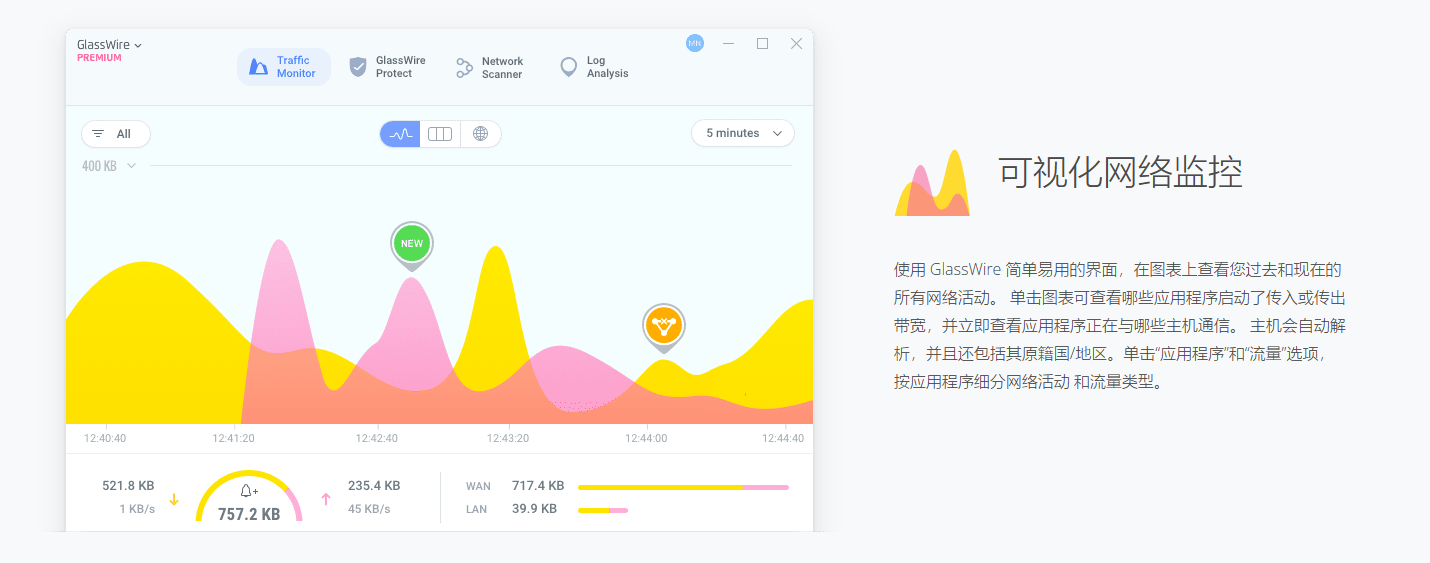 GlassWire
PREMIUM
Traffic
Monitor
GlassWire
Protect
Network
Scanner
Log
Analysis
MN
All
5 minutes
400 KB
NEW
12:40:40
12:41:20
12:42:40
12:43:20
12:44:00
12:44:40
521.8 KB
1 KB/s
757.2 KB
235.4 KB
45 KB/s
WAN 717.4 KB
LAN 39.9 KB
可视化网络监控
使用 GlassWire 简单易用的界面，在图表上查看您过去和现在的
所有网络活动。 单击图表可查看哪些应用程序启动了传入或传出
带宽，并立即查看应用程序正在与哪些主机通信。 主机会自动解
析，并且还包括其原籍国/地区。单击“应用程序”和“流量”选项，
按应用程序细分网络活动 和流量类型。